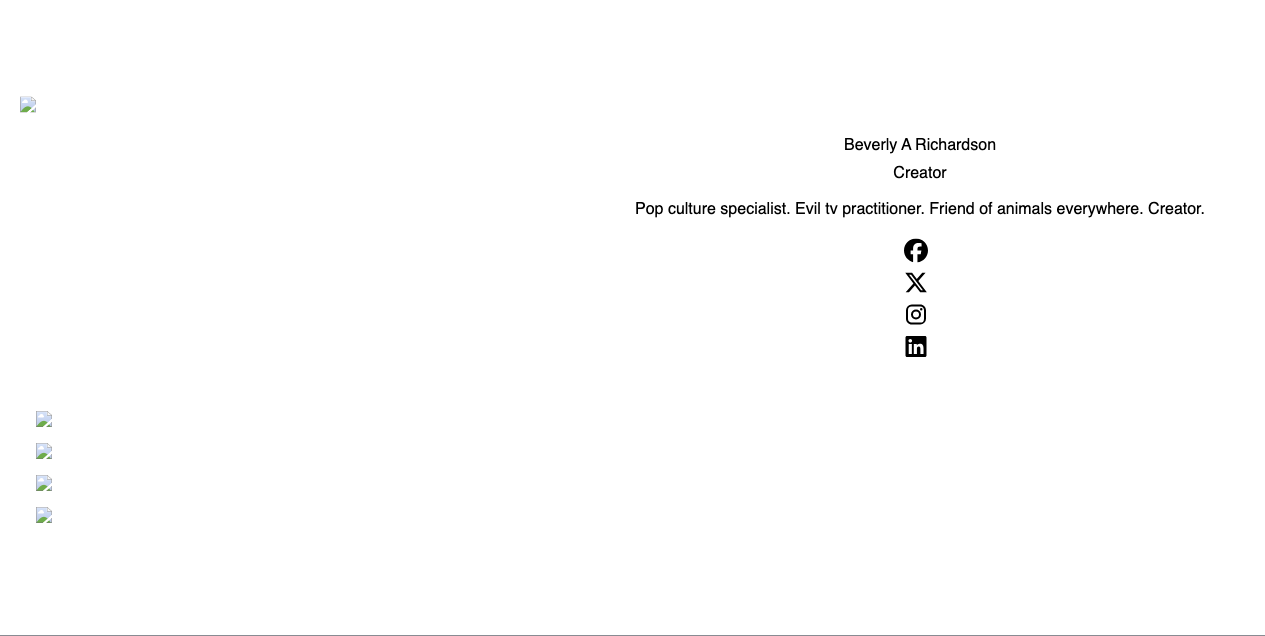 Beverly A Richardson
Creator
Pop culture specialist. Evil tv practitioner. Friend of animals everywhere. Creator.